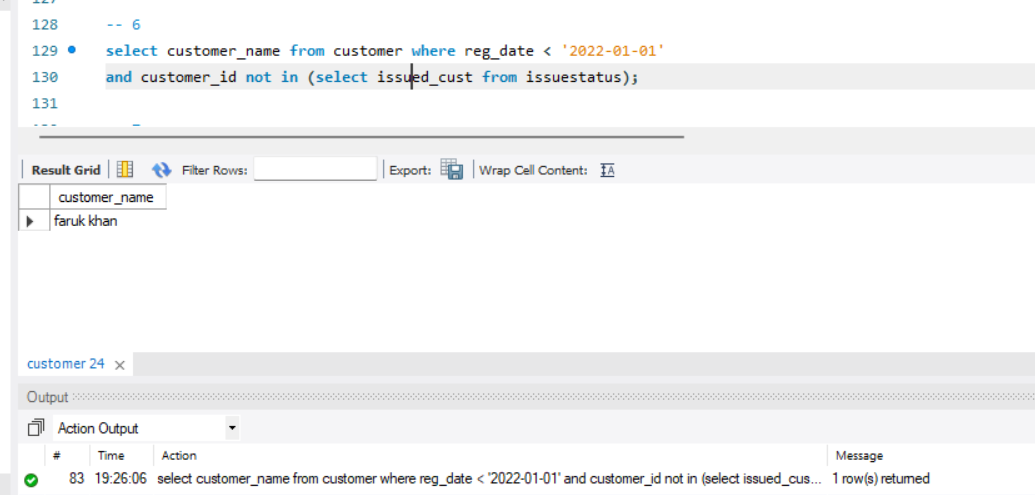 128 -- 6
129 select customer_name from customer where reg_date < '2022-01-01'
130 and customer_id not in (select issued_cust from issuestatus);
131
Result Grid Filter Rows: Export: Wrap Cell Content:
customer_name
faruk khan
customer 24
Output
Action Output
# Time Action Message
83 19:26:06 select customer_name from customer where reg_date < '2022-01-01' and customer_id not in (select issued_cus... 1 row(s) returned